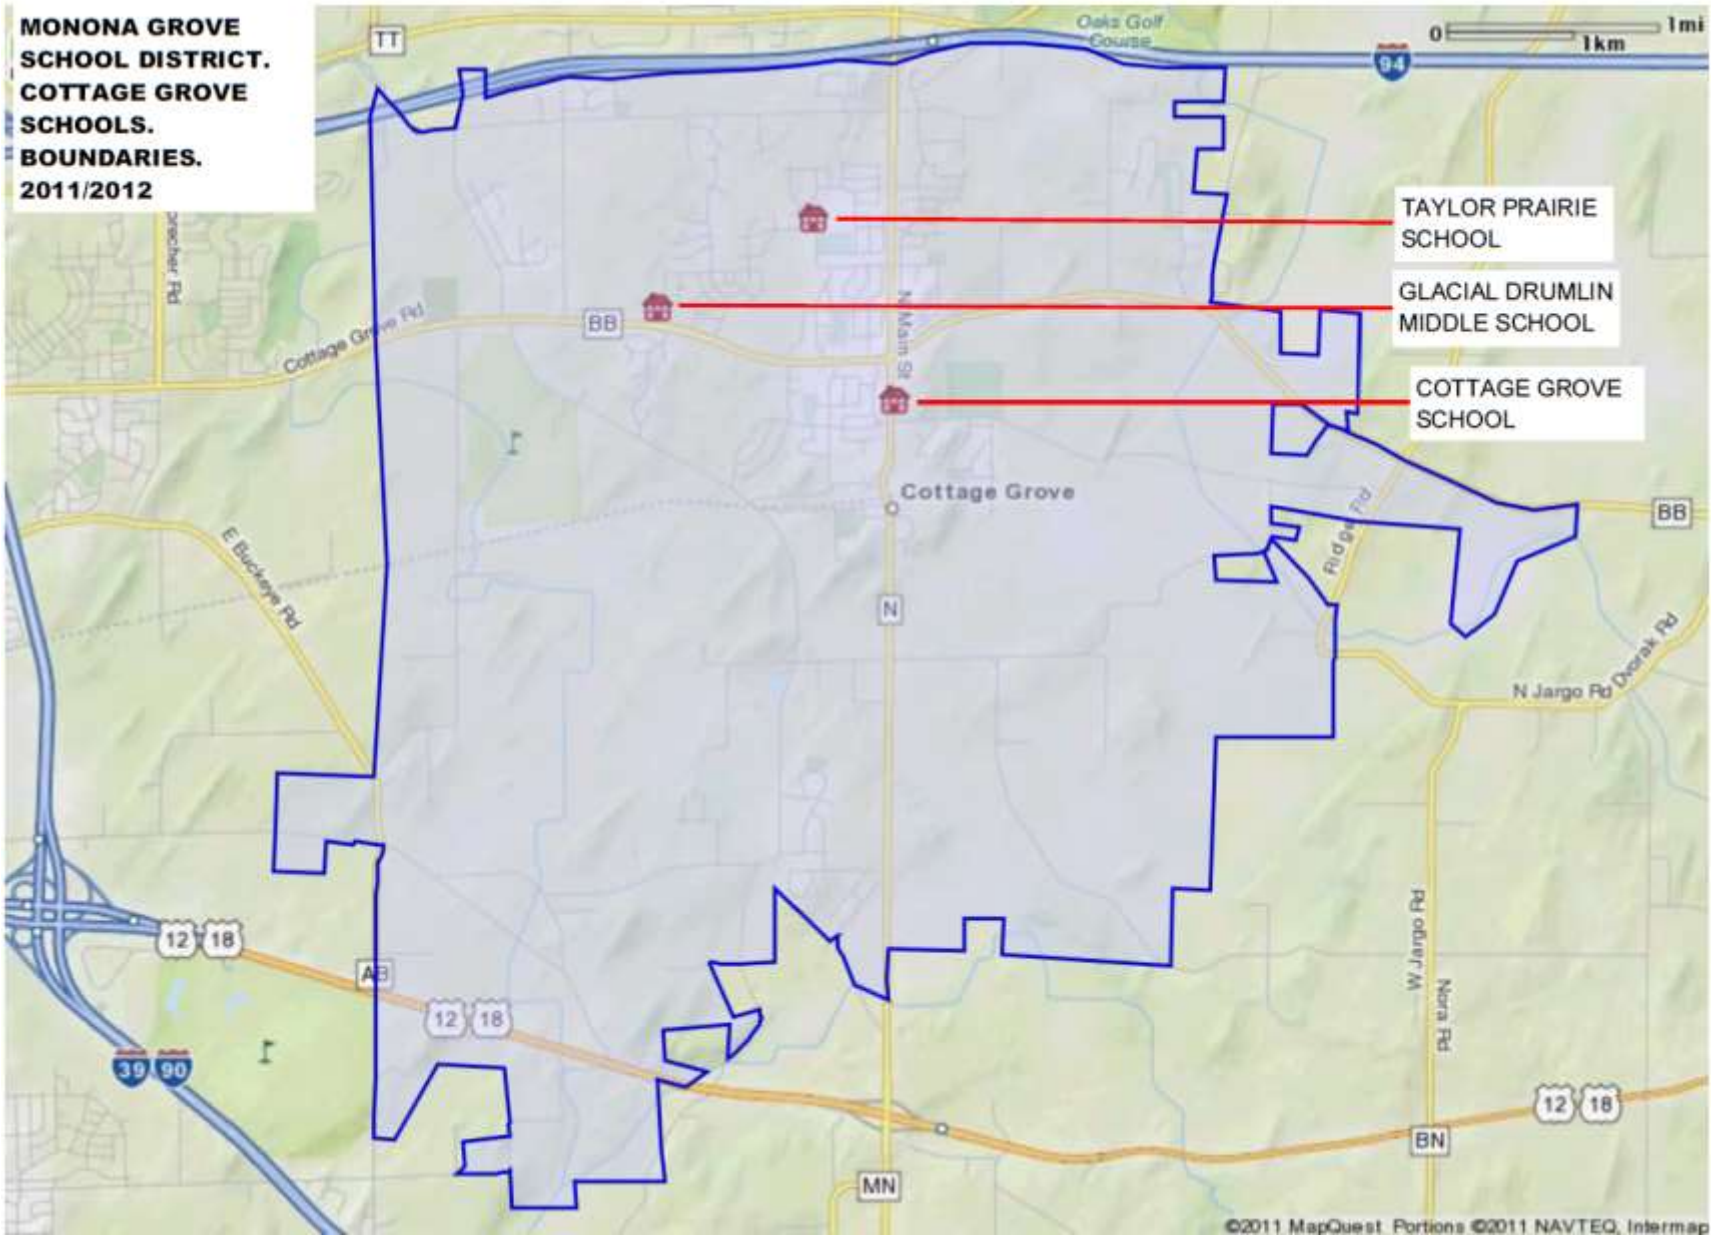 MONONA GROVE
SCHOOL DISTRICT.
COTTAGE GROVE
SCHOOLS.
BOUNDARIES.
2011/2012
TT
Oaks Golf
Course
0
1mi
1km
94
TAYLOR PRAIRIE
SCHOOL
GLACIAL DRUMLIN
MIDDLE SCHOOL
COTTAGE GROVE
SCHOOL
Cottage Grove Rd
BB
N Main St
Cottage Grove
BB
Ridge Rd
E Buckeye Rd
N
N Jargo Rd
Dvorak Rd
12 18
AB
12 18
W Jargo Rd
Nora Rd
39 90
12 18
BN
MN
©2011 MapQuest Portions ©2011 NAVTEQ, Intermap